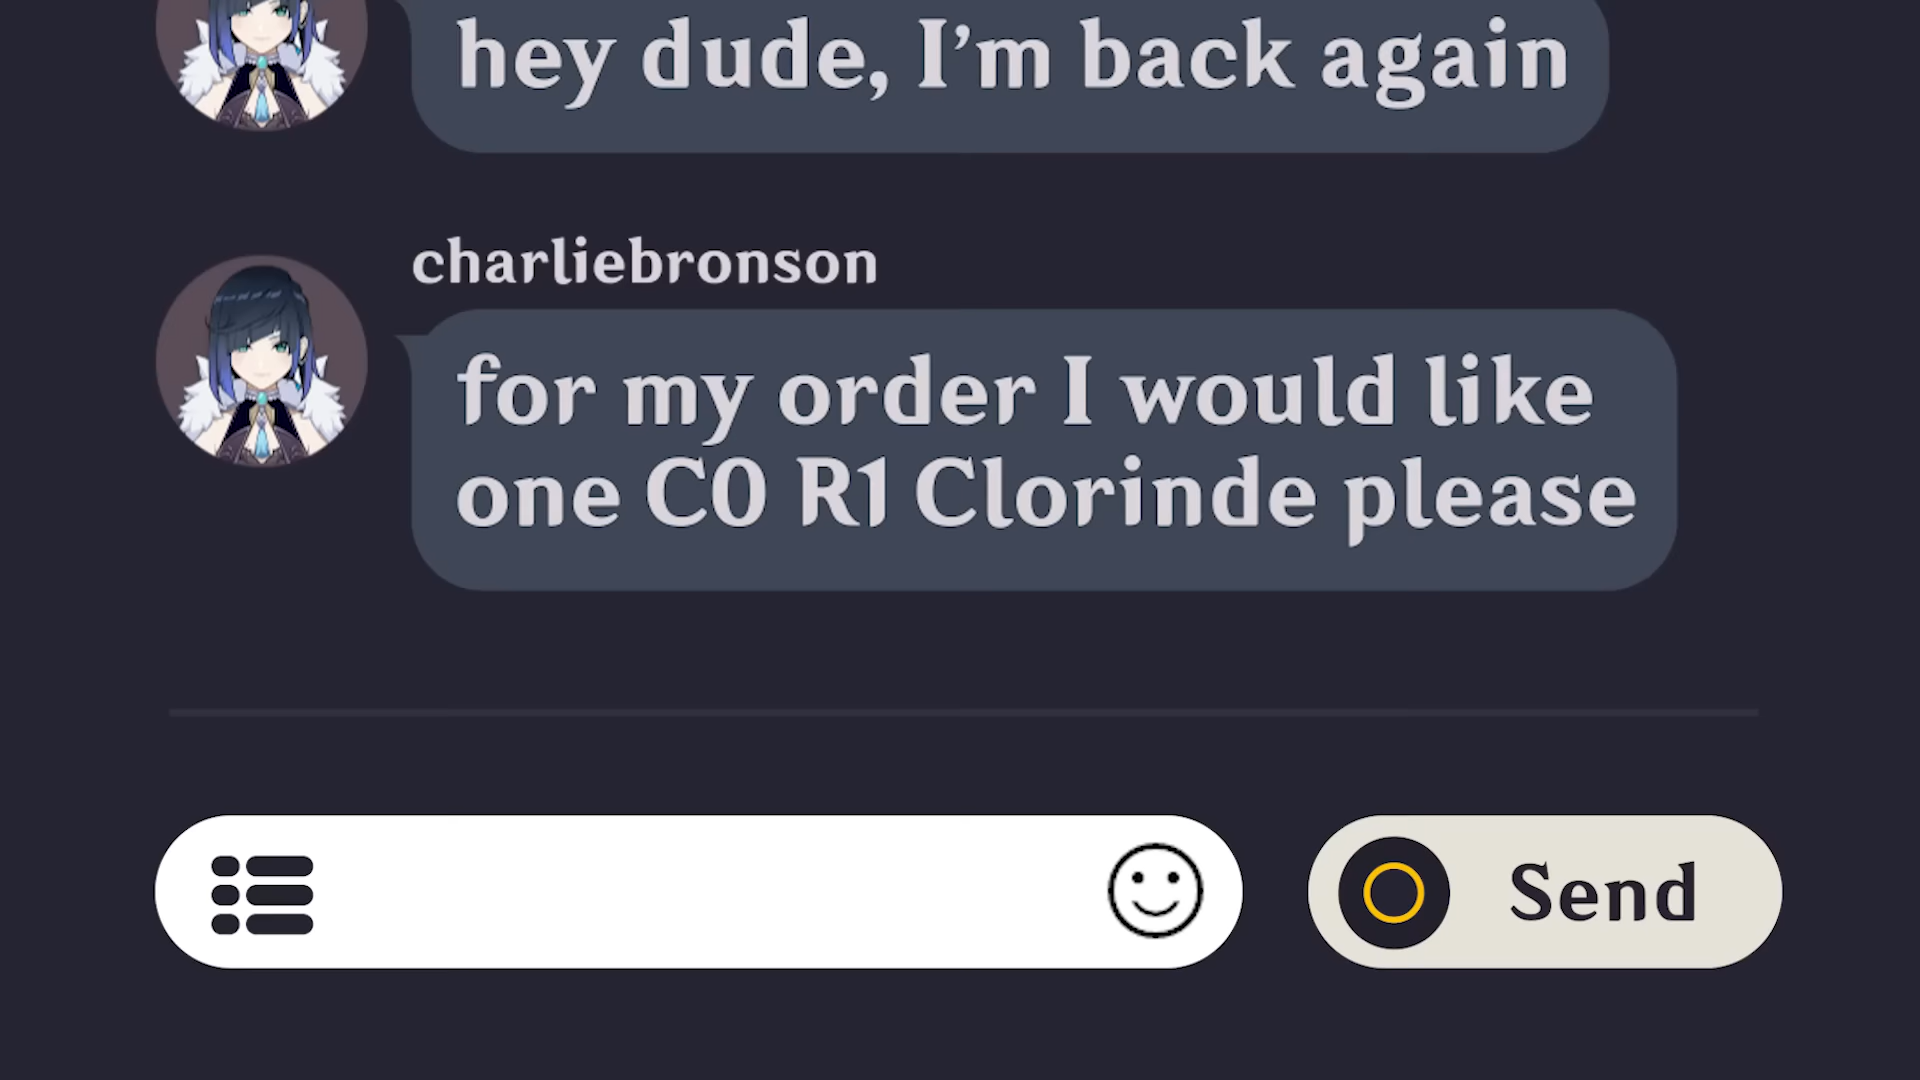 hey dude, I’m back again
charliebronson
for my order I would like
one C0 R1 Clorinde please
Send